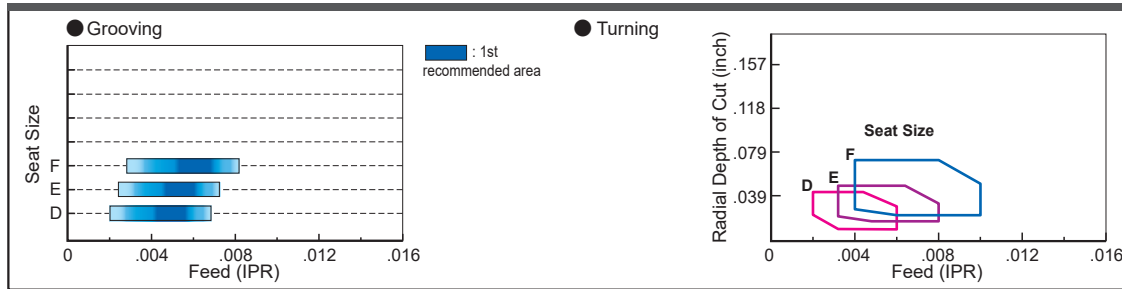 ● Grooving
: 1st
recommended area
Seat Size
F
E
D
0
.004
.008
.012
.016
Feed (IPR)
● Turning
Radial Depth of Cut (inch)
.157
.118
.079
.039
Seat Size
F
E
D
0
.004
.008
.012
.016
Feed (IPR)